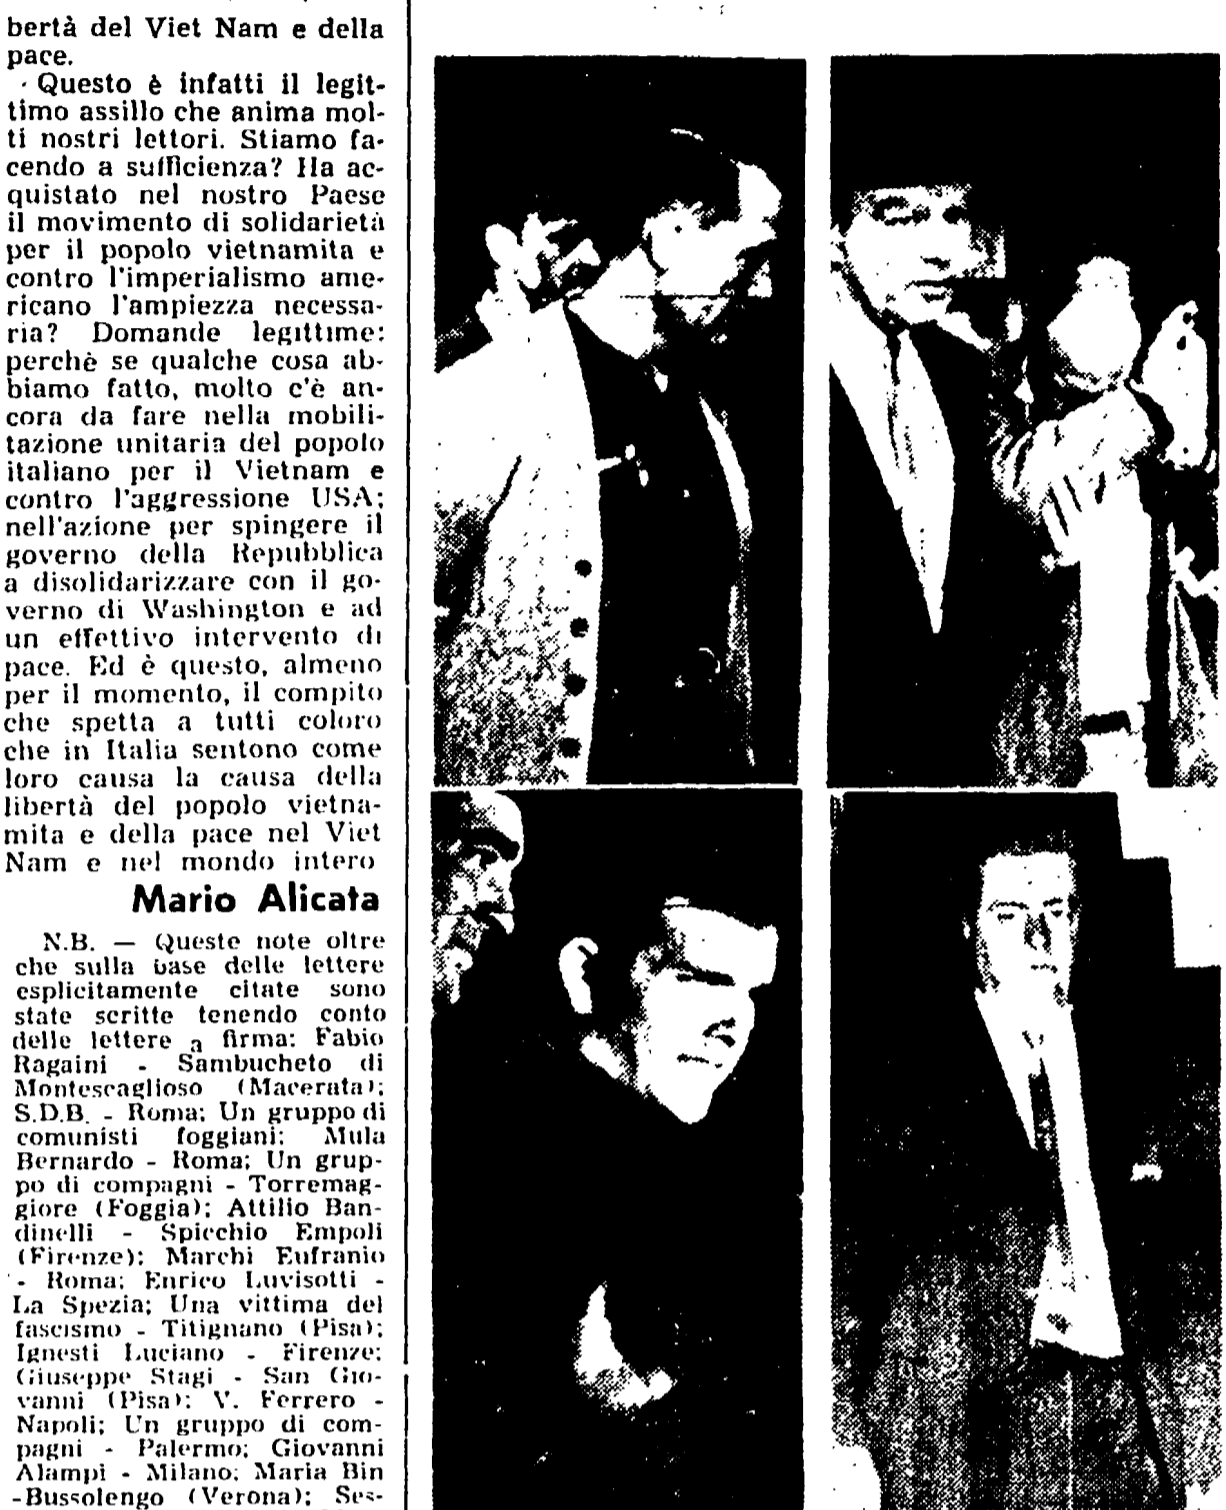 bertà del Viet Nam e della
pace.
Questo è infatti il legit-
timo assillo che anima mol-
ti nostri lettori. Stiamo fa-
cendo a sufficienza? Ha ac-
quistato nel nostro Paese
il movimento di solidarietà
per il popolo vietnamita e
contro l'imperialismo ame-
ricano l'ampiezza necessa-
ria? Domande legittime:
perchè se qualche cosa ab-
biamo fatto, molto c'è an-
cora da fare nella mobili-
tazione unitaria del popolo
italiano per il Vietnam e
contro l'aggressione USA;
nell'azione per spingere il
governo della Repubblica
a disolidarizzare con il go-
verno di Washington e ad
un effettivo intervento di
pace. Ed è questo, almeno
per il momento, il compito
che spetta a tutti coloro
che in Italia sentono come
loro causa la causa della
libertà del popolo vietna-
mita e della pace nel Viet
Nam e nel mondo intero
Mario Alicata
N.B. — Queste note oltre
che sulla base delle lettere
esplicitamente citate sono
state scritte tenendo conto
delle lettere a firma: Fabio
Ragaini - Sambucheto di
Montescaglioso (Macerata);
S.D.B. - Roma; Un gruppo di
comunisti foggiani; Mula
Bernardo - Roma; Un grup-
po di compagni - Torremag-
giore (Foggia); Attilio Ban-
dinelli - Spicchio Empoli
(Firenze); Marchi Eufranio
- Roma; Enrico Luvisotti -
La Spezia; Una vittima del
fascismo - Titignano (Pisa);
Ignesti Luciano - Firenze;
Giuseppe Stagi - San Gio-
vanni (Pisa); V. Ferrero -
Napoli; Un gruppo di com-
pagni - Palermo; Giovanni
Alampi - Milano; Maria Bin
-Bussolengo (Verona); Ses-